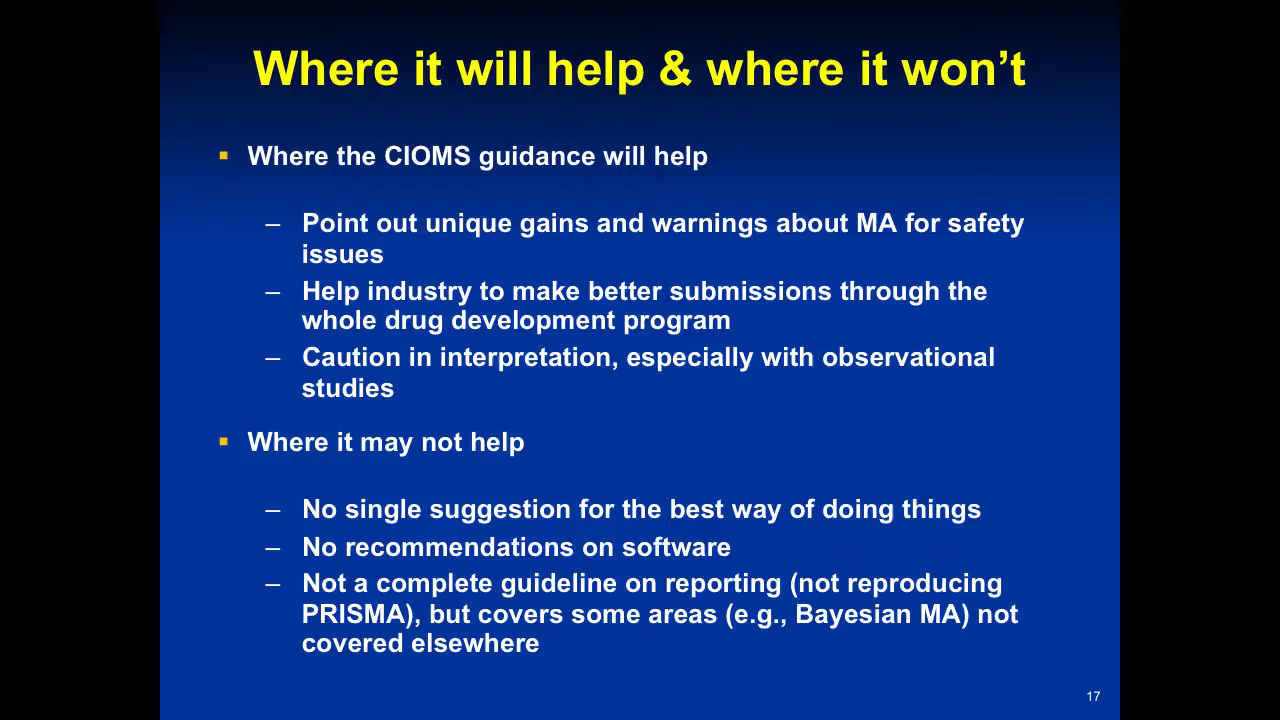 Where it will help & where it won’t
▪ Where the CIOMS guidance will help
– Point out unique gains and warnings about MA for safety
issues
– Help industry to make better submissions through the
whole drug development program
– Caution in interpretation, especially with observational
studies
▪ Where it may not help
– No single suggestion for the best way of doing things
– No recommendations on software
– Not a complete guideline on reporting (not reproducing
PRISMA), but covers some areas (e.g., Bayesian MA) not
covered elsewhere
17